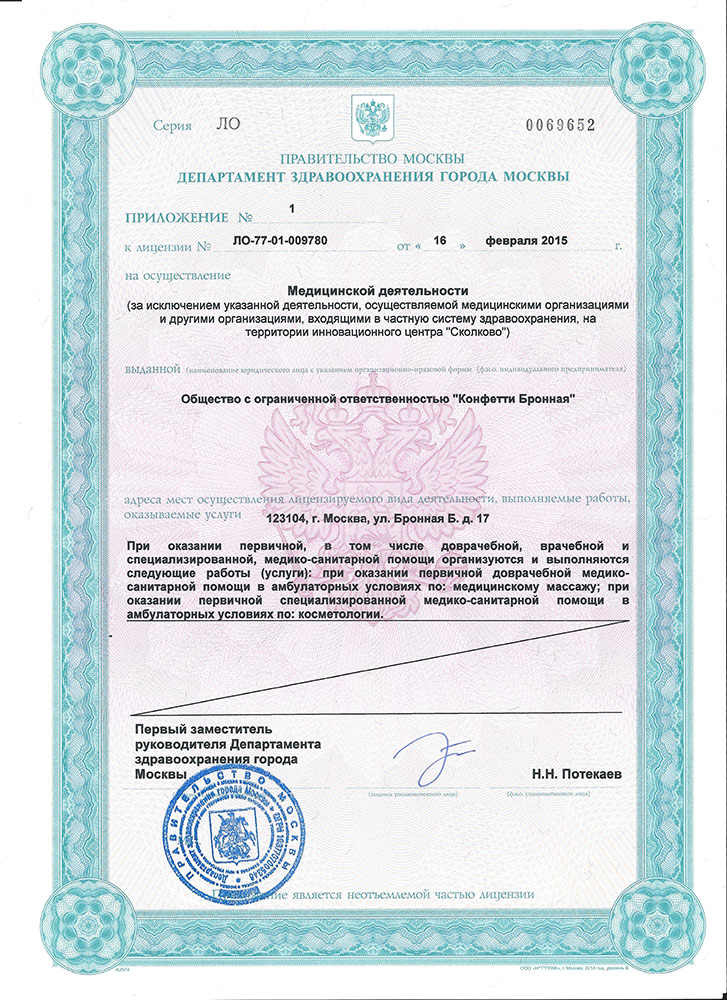 Серия ЛО 0069652
ПРАВИТЕЛЬСТВО МОСКВЫ
ДЕПАРТАМЕНТ ЗДРАВООХРАНЕНИЯ ГОРОДА МОСКВЫ
ПРИЛОЖЕНИЕ № 1
к лицензии № ЛО-77-01-009780 от « 16 » февраля 2015 г.
на осуществление
Медицинской деятельности
(за исключением указанной деятельности, осуществляемой медицинскими организациями
и другими организациями, входящими в частную систему здравоохранения, на
территории инновационного центра "Сколково")
выданной (наименование юридического лица с указанием организационно-правовой формы (ф.и.о. индивидуального предпринимателя)
Общество с ограниченной ответственностью "Конфетти Бронная"
адреса мест осуществления лицензируемого вида деятельности, выполняемые работы,
оказываемые услуги 123104, г. Москва, ул. Бронная Б. д. 17
При оказании первичной, в том числе доврачебной, врачебной и
специализированной, медико-санитарной помощи организуются и выполняются
следующие работы (услуги): при оказании первичной доврачебной медико-
санитарной помощи в амбулаторных условиях по: медицинскому массажу; при
оказании первичной специализированной медико-санитарной помощи в
амбулаторных условиях по: косметологии.
Первый заместитель
руководителя Департамента
здравоохранения города
Москвы
Н.Н. Потекаев
(подпись уполномоченного лица) (ф.и.о. уполномоченного лица)
ПРАВИТЕЛЬСТВО МОСКВЫ
Департамент здравоохранения города Москвы
является неотъемлемой частью лицензии
А2974
г. Москва, 2014 год, уровень В